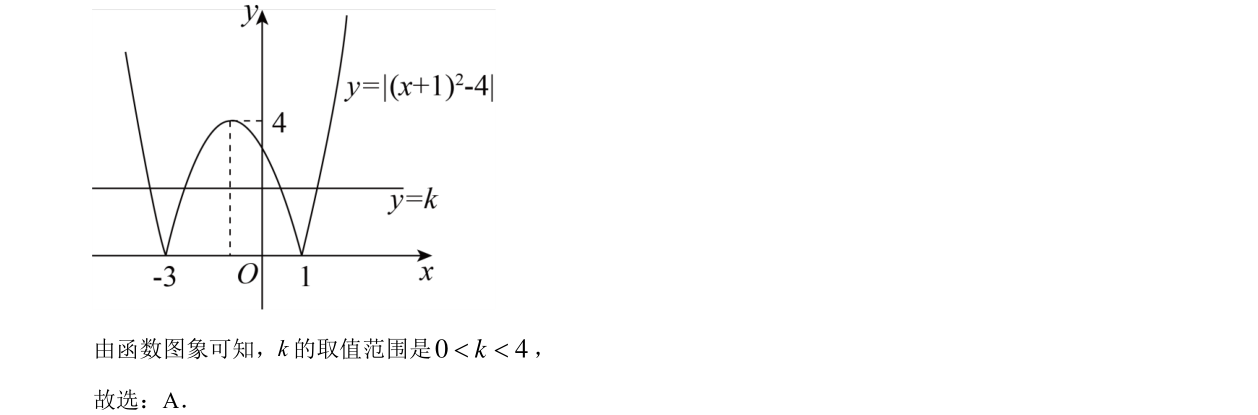 y
y=|(x+1)²-4|
4
y=k
-3
O
1
x
由函数图象可知，k 的取值范围是 0 < k < 4，
故选：A．